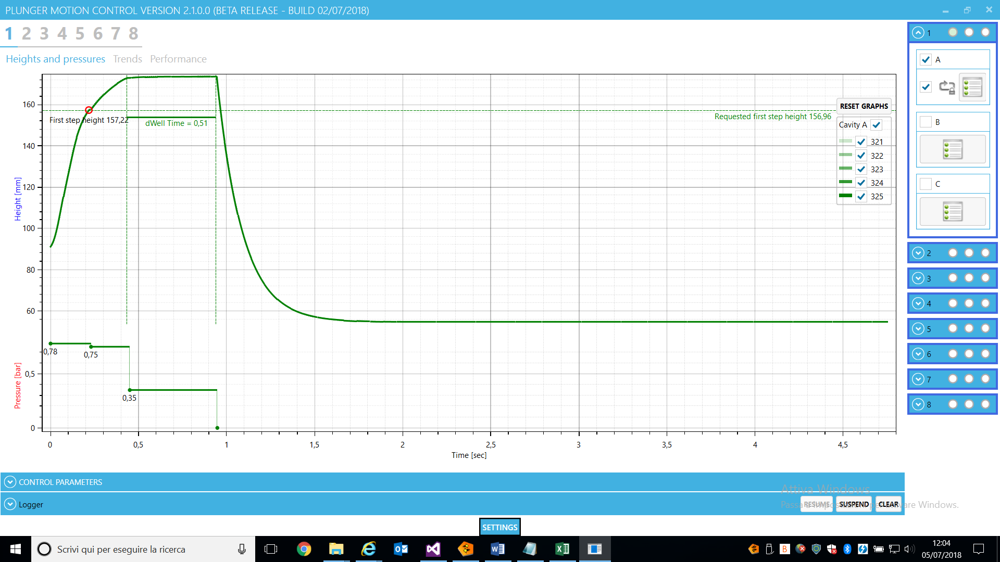 PLUNGER MOTION CONTROL VERSION 2.1.0.0 (BETA RELEASE - BUILD 02/07/2018)
1 2 3 4 5 6 7 8
Heights and pressures Trends Performance
160
140
120
100
80
60
Height [mm]
First step height 157,22
dWell Time = 0,51
Requested first step height 156,96
RESET GRAPHS
Cavity A
321
322
323
324
325
0,78
0,75
0,35
0,5
0
Pressure [bar]
0 0,5 1 1,5 2 2,5 3 3,5 4 4,5
Time [sec]
1
A
B
C
2
3
4
5
6
7
8
CONTROL PARAMETERS
Logger
RESUME SUSPEND CLEAR
Attiva Windows
Passa a Impostazioni per attivare Windows.
SETTINGS
Scrivi qui per eseguire la ricerca
12:04
05/07/2018